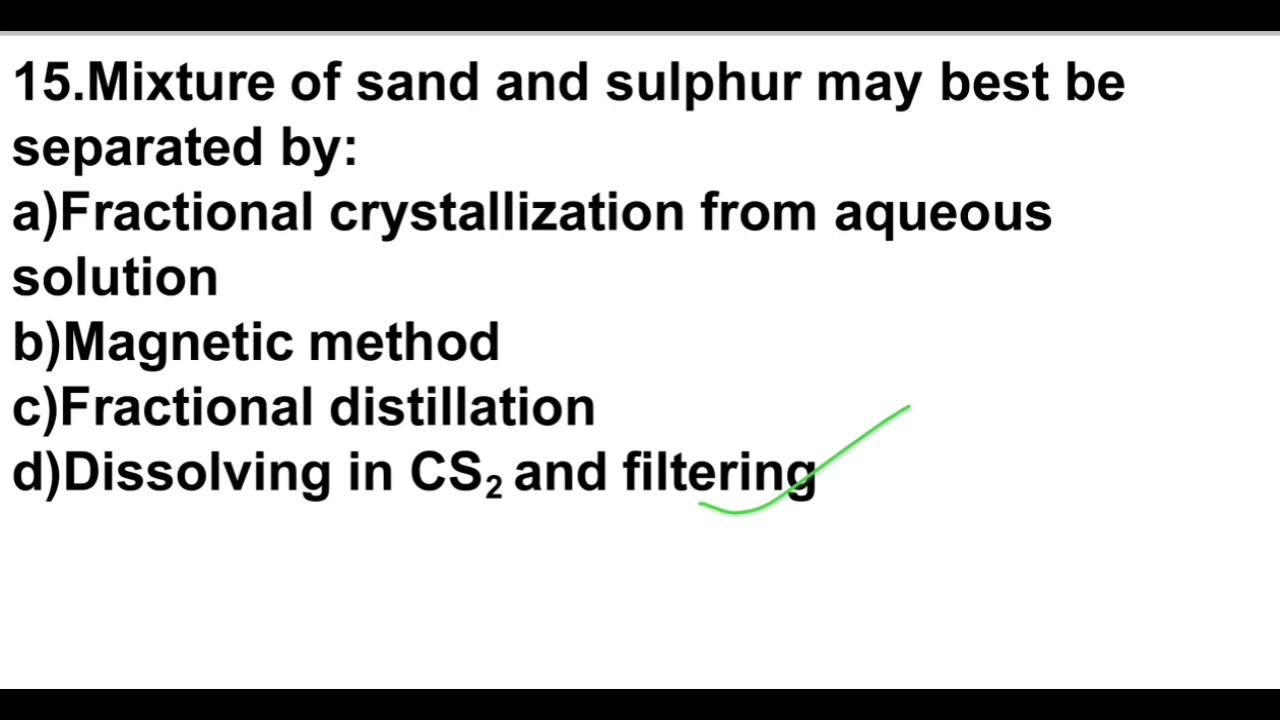 15.Mixture of sand and sulphur may best be
separated by:
a)Fractional crystallization from aqueous
solution
b)Magnetic method
c)Fractional distillation
d)Dissolving in CS₂ and filtering